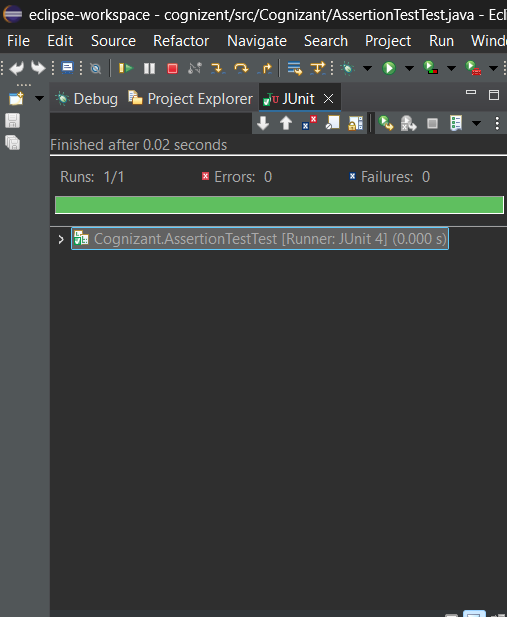 eclipse-workspace - cognizent/src/Cognizant/AssertionTestTest.java - Ecl
File Edit Source Refactor Navigate Search Project Run Windo
Debug Project Explorer JUnit
Finished after 0.02 seconds
Runs: 1/1 Errors: 0 Failures: 0
Cognizant.AssertionTestTest [Runner: JUnit 4] (0.000 s)